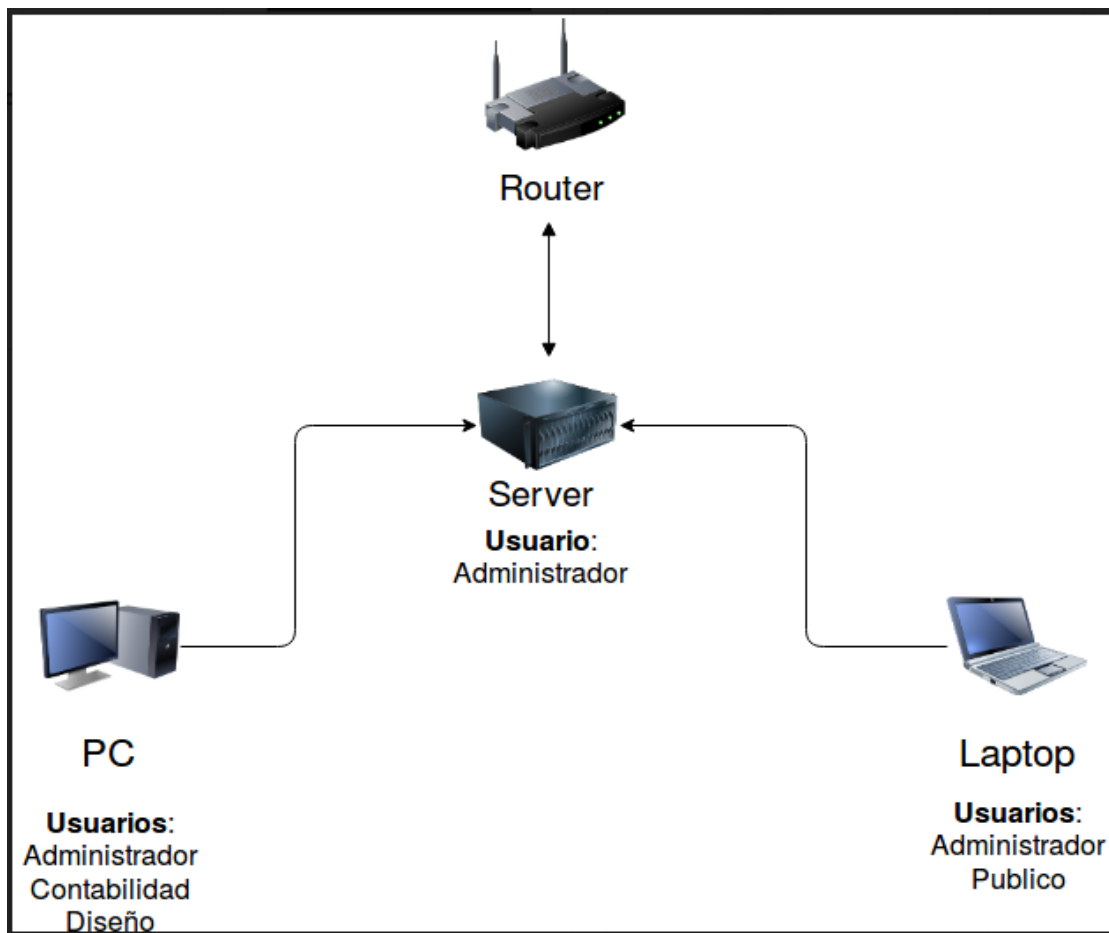 Router
Server
Usuario:
Administrador
PC
Usuarios:
Administrador
Contabilidad
Diseño
Laptop
Usuarios:
Administrador
Publico